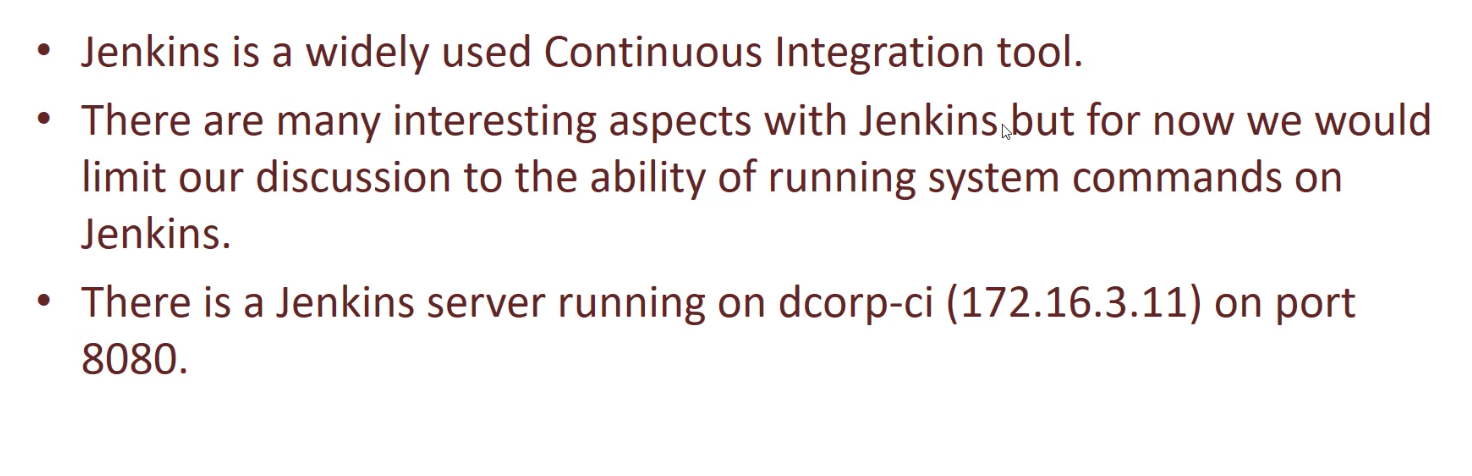 • Jenkins is a widely used Continuous Integration tool.
• There are many interesting aspects with Jenkins but for now we would
limit our discussion to the ability of running system commands on
Jenkins.
• There is a Jenkins server running on dcorp-ci (172.16.3.11) on port
8080.